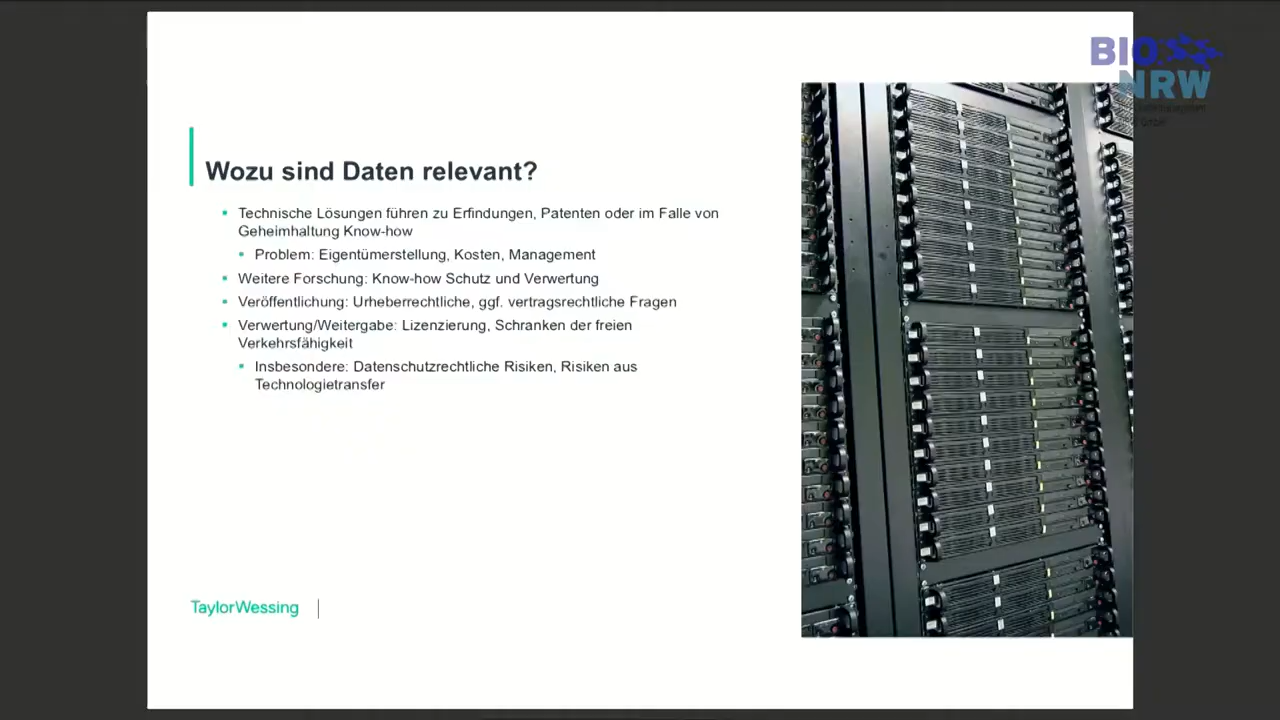 BIO
NRW
Wozu sind Daten relevant?
Technische Lösungen führen zu Erfindungen, Patenten oder im Falle von
Geheimhaltung Know-how
Problem: Eigentümerstellung, Kosten, Management
Weitere Forschung: Know-how Schutz und Verwertung
Veröffentlichung: Urheberrechtliche, ggf. vertragsrechtliche Fragen
Verwertung/Weitergabe: Lizenzierung, Schranken der freien
Verkehrsfähigkeit
Insbesondere: Datenschutzrechtliche Risiken, Risiken aus
Technologietransfer
TaylorWessing